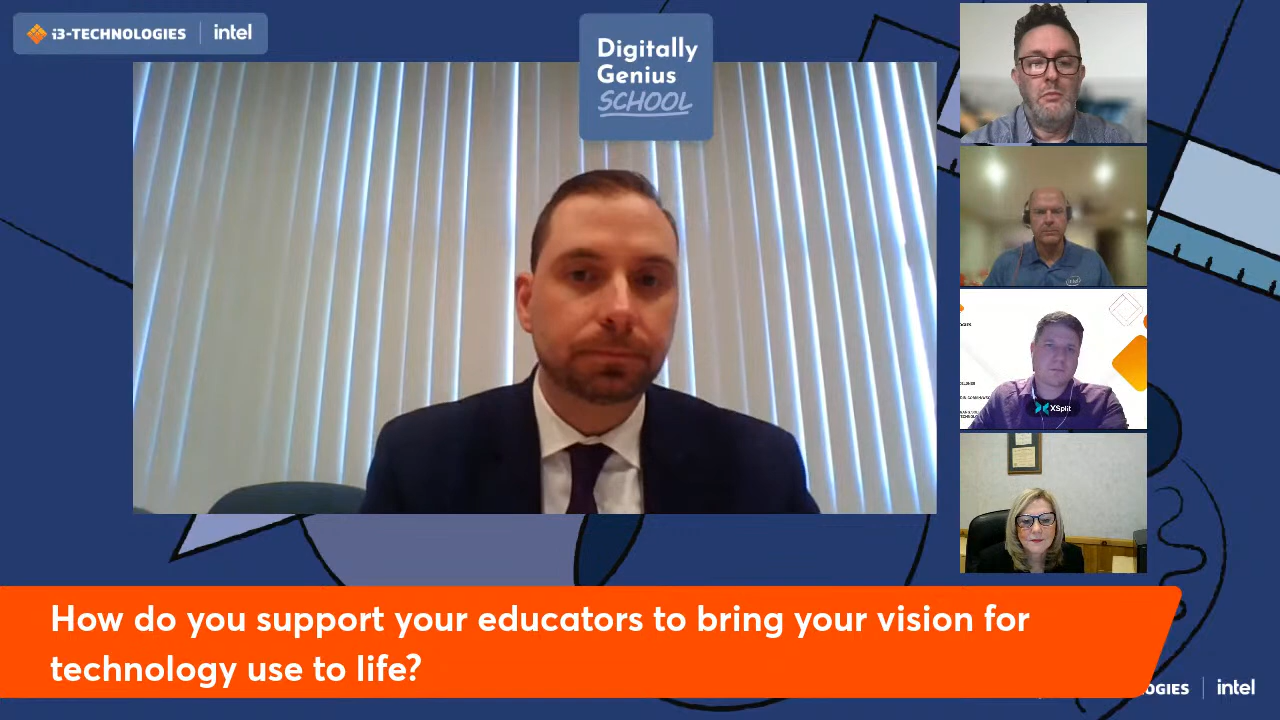 i3-TECHNOLOGIES intel
Digitally
Genius
SCHOOL
intel
XSplit
How do you support your educators to bring your vision for
technology use to life?
intel